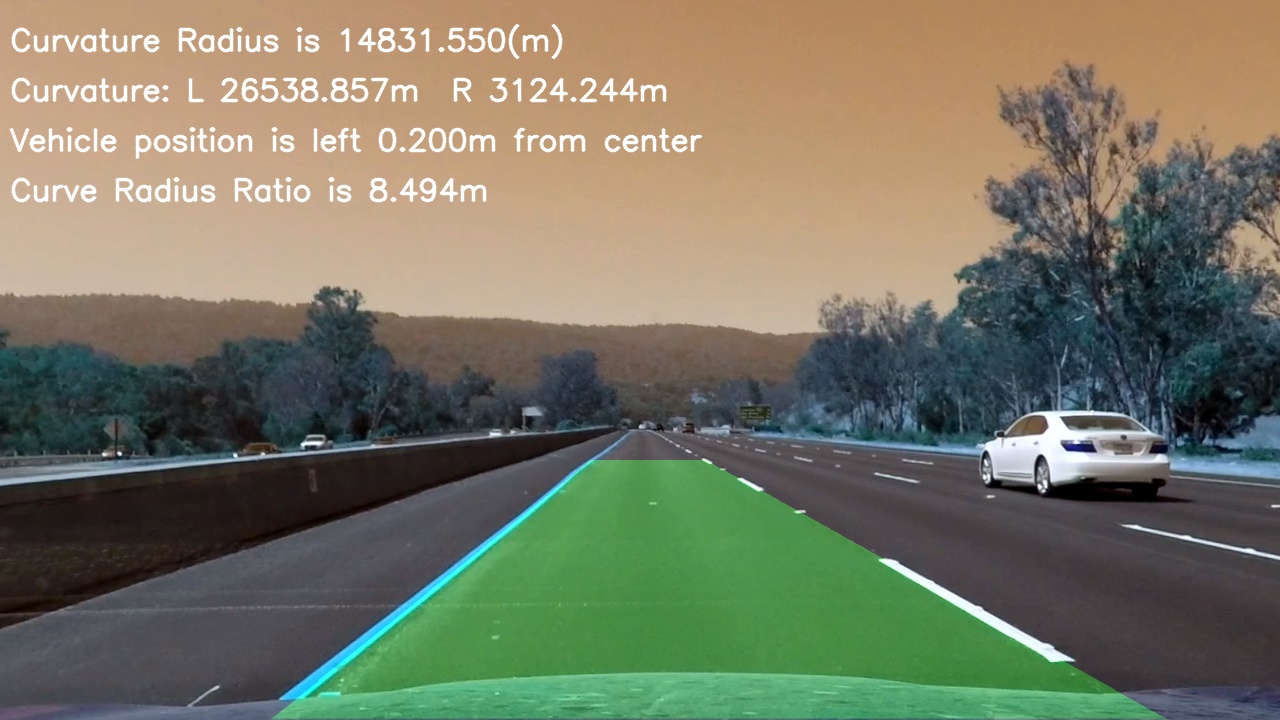 Curvature Radius is 14831.550(m)
Curvature: L 26538.857m R 3124.244m
Vehicle position is left 0.200m from center
Curve Radius Ratio is 8.494m